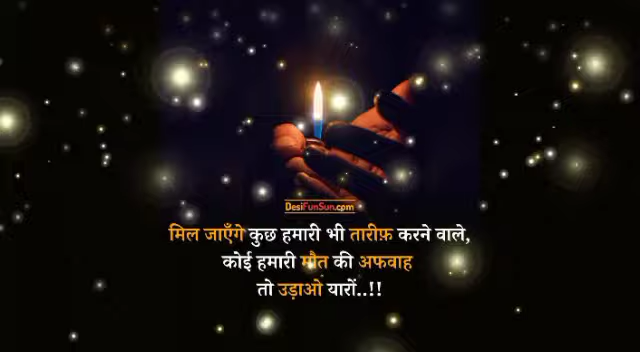 DesiFunSun.com
मिल जाएँगे कुछ हमारी भी तारीफ़ करने वाले,
कोई हमारी मौत की अफवाह
तो उड़ाओ यारों..!!